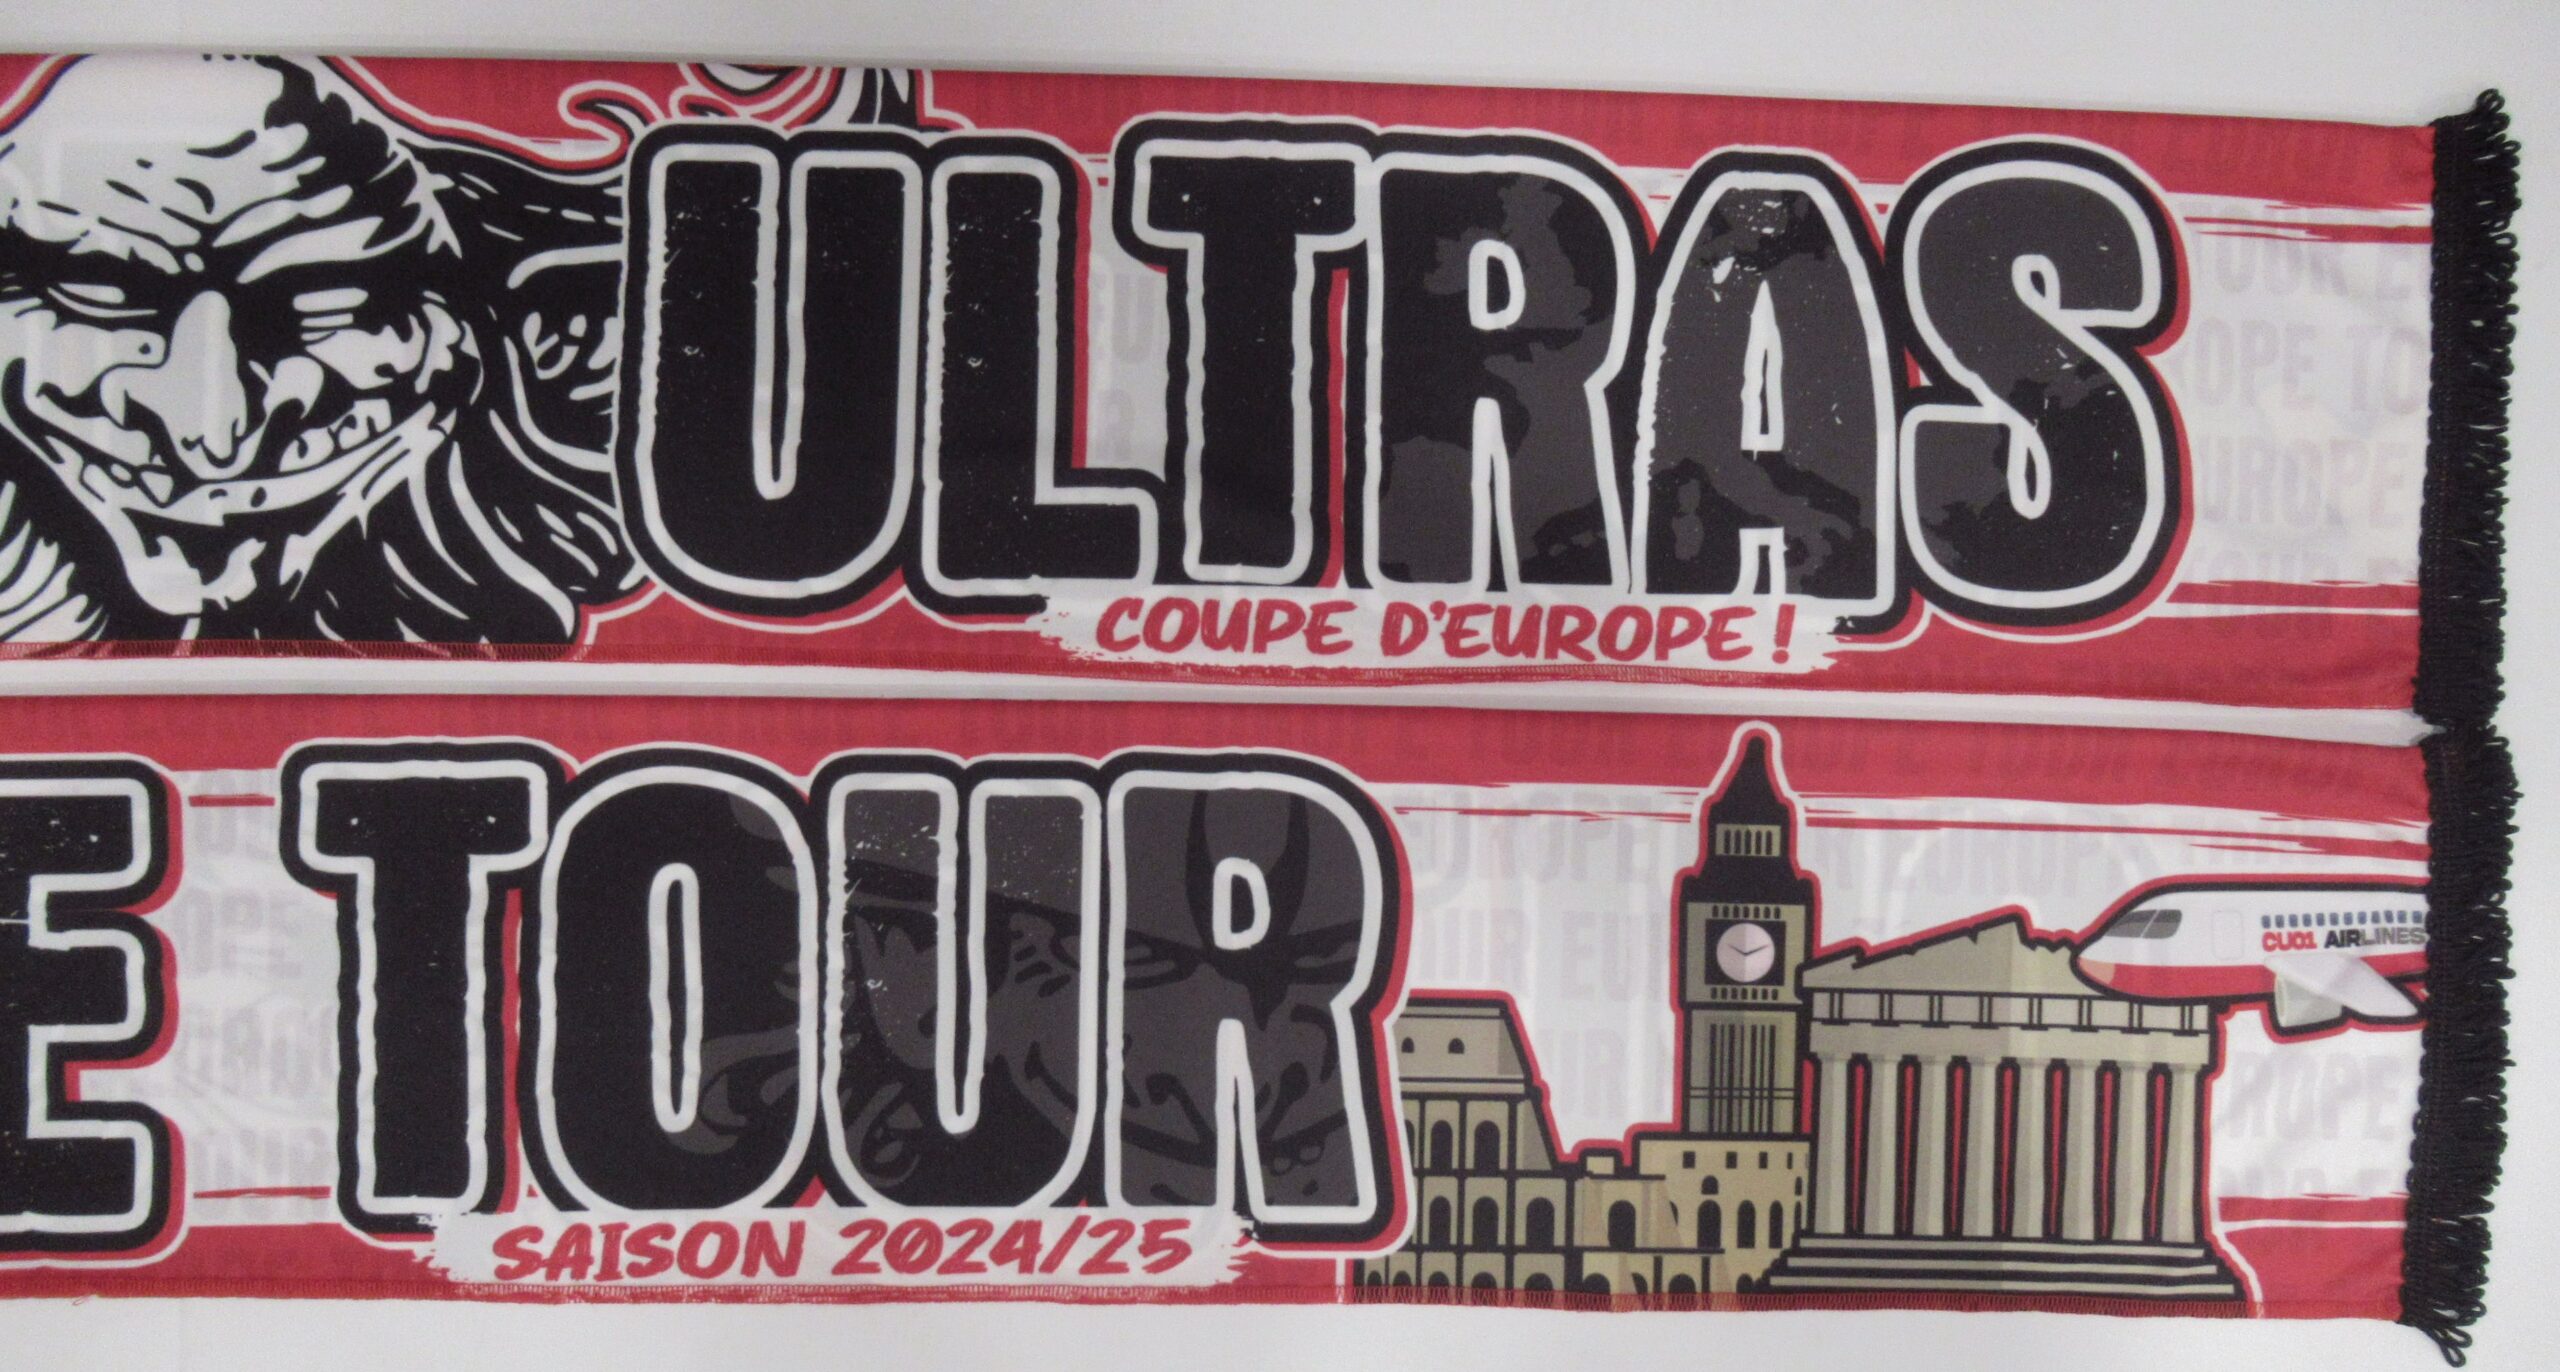 ULTRAS
COUPE D'EUROPE!
E TOUR
CU01 AIRLINES
SAISON 2024/25